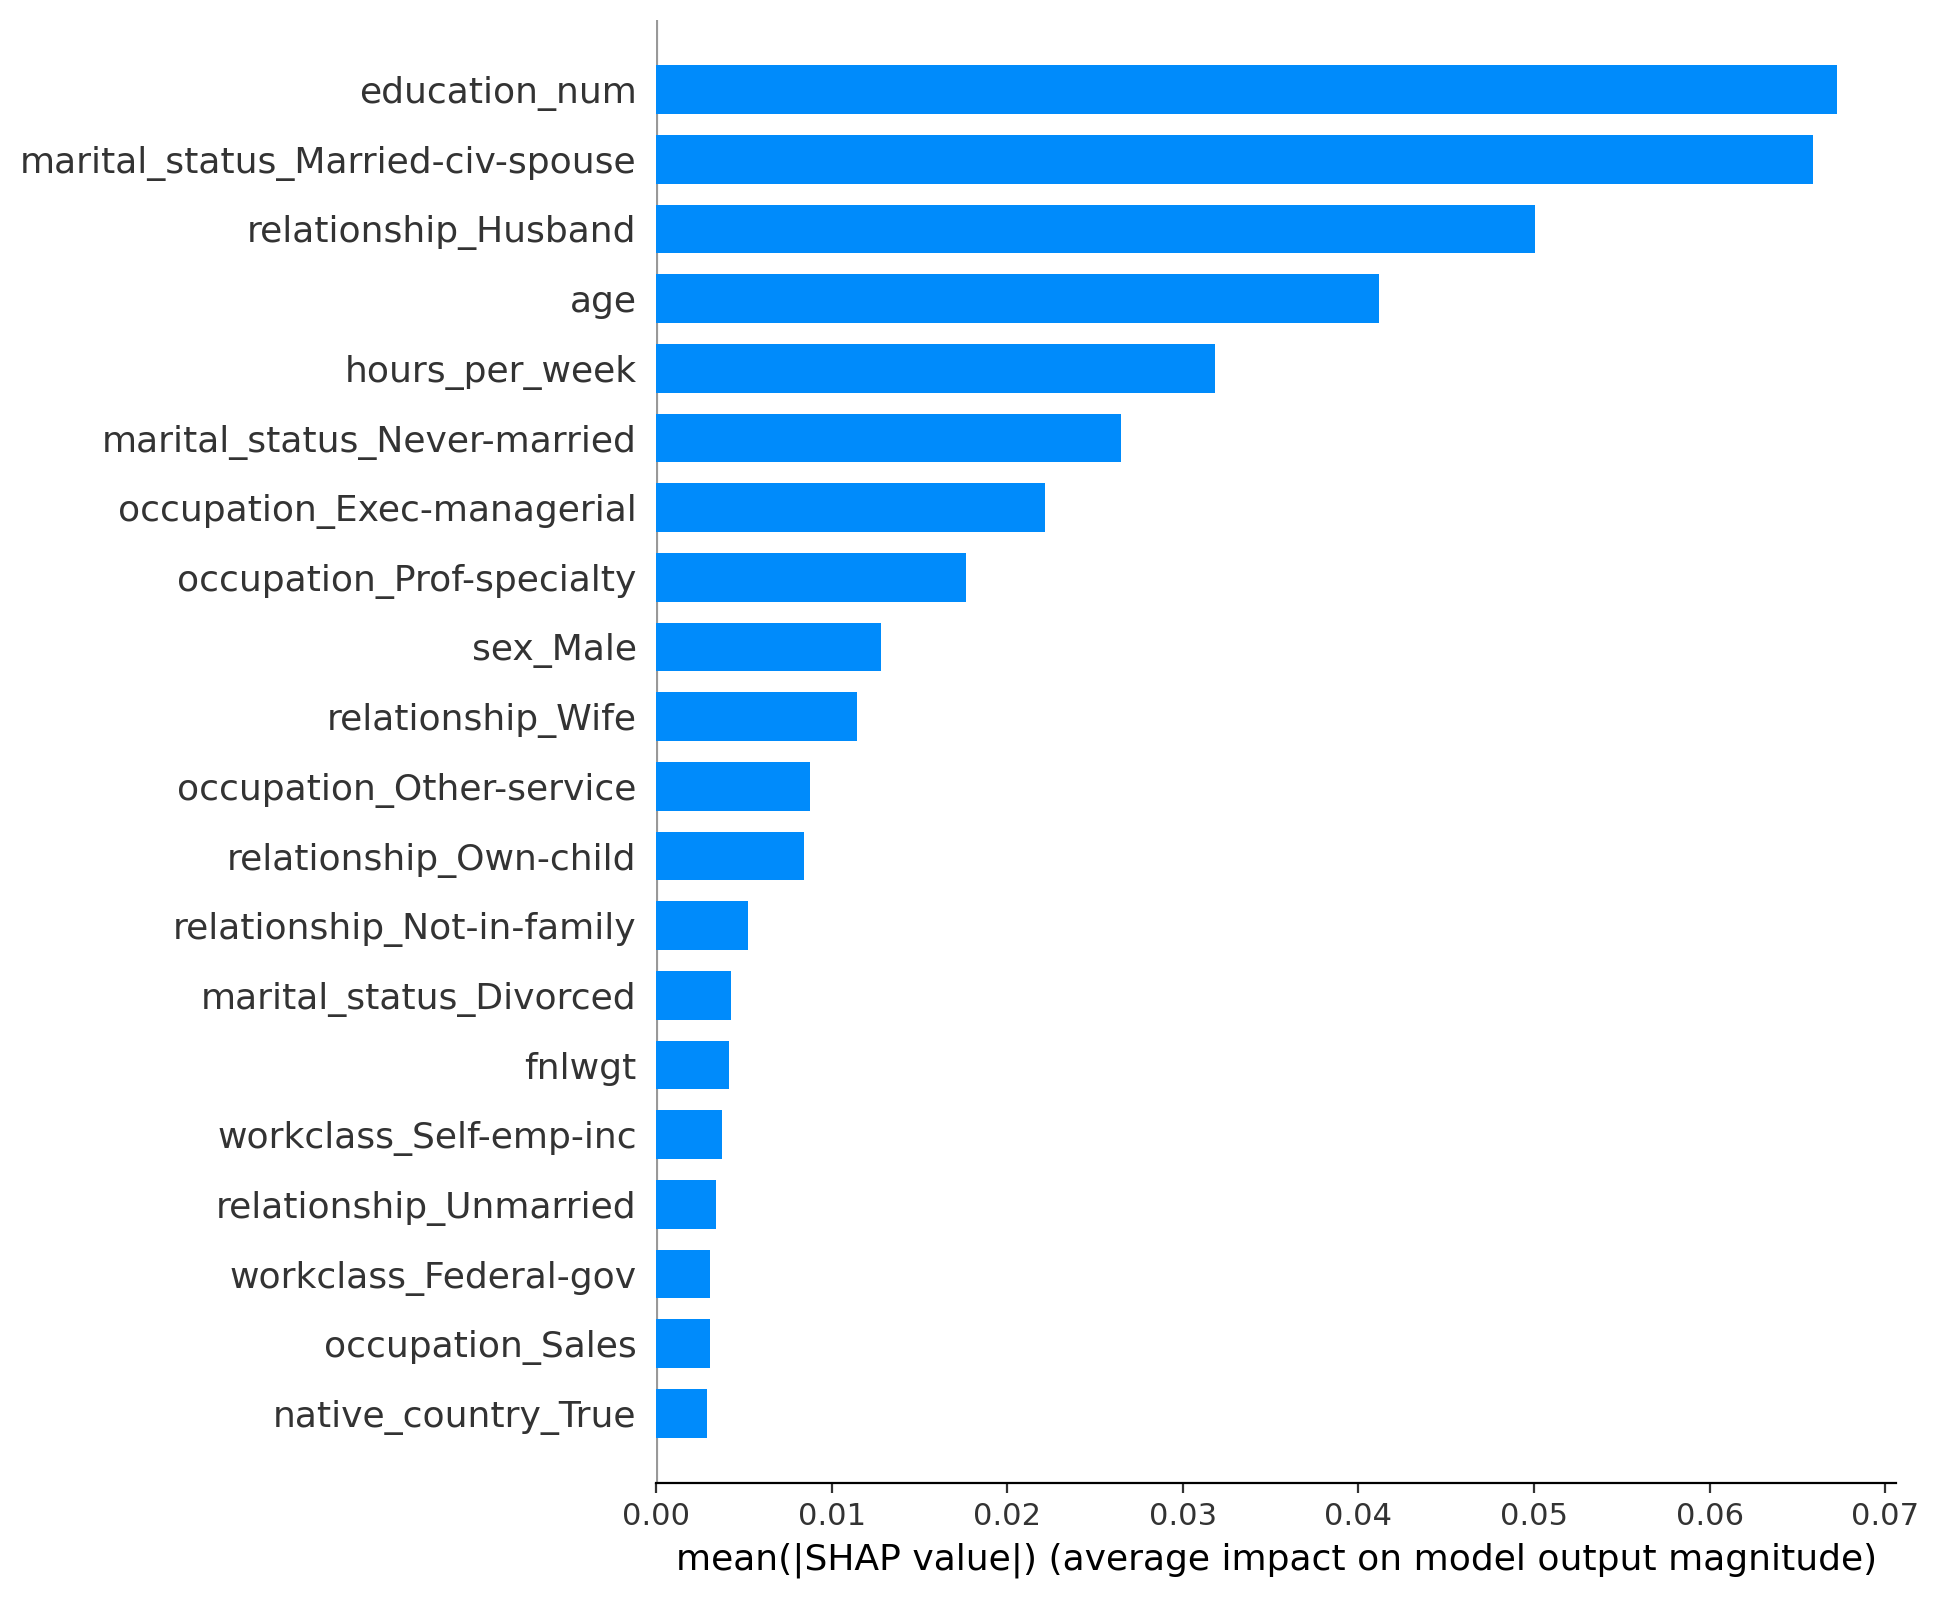 education_num
marital_status_Married-civ-spouse
relationship_Husband
age
hours_per_week
marital_status_Never-married
occupation_Exec-managerial
occupation_Prof-specialty
sex_Male
relationship_Wife
occupation_Other-service
relationship_Own-child
relationship_Not-in-family
marital_status_Divorced
fnlwgt
workclass_Self-emp-inc
relationship_Unmarried
workclass_Federal-gov
occupation_Sales
native_country_True
0.00 0.01 0.02 0.03 0.04 0.05 0.06 0.07
mean(|SHAP value|) (average impact on model output magnitude)